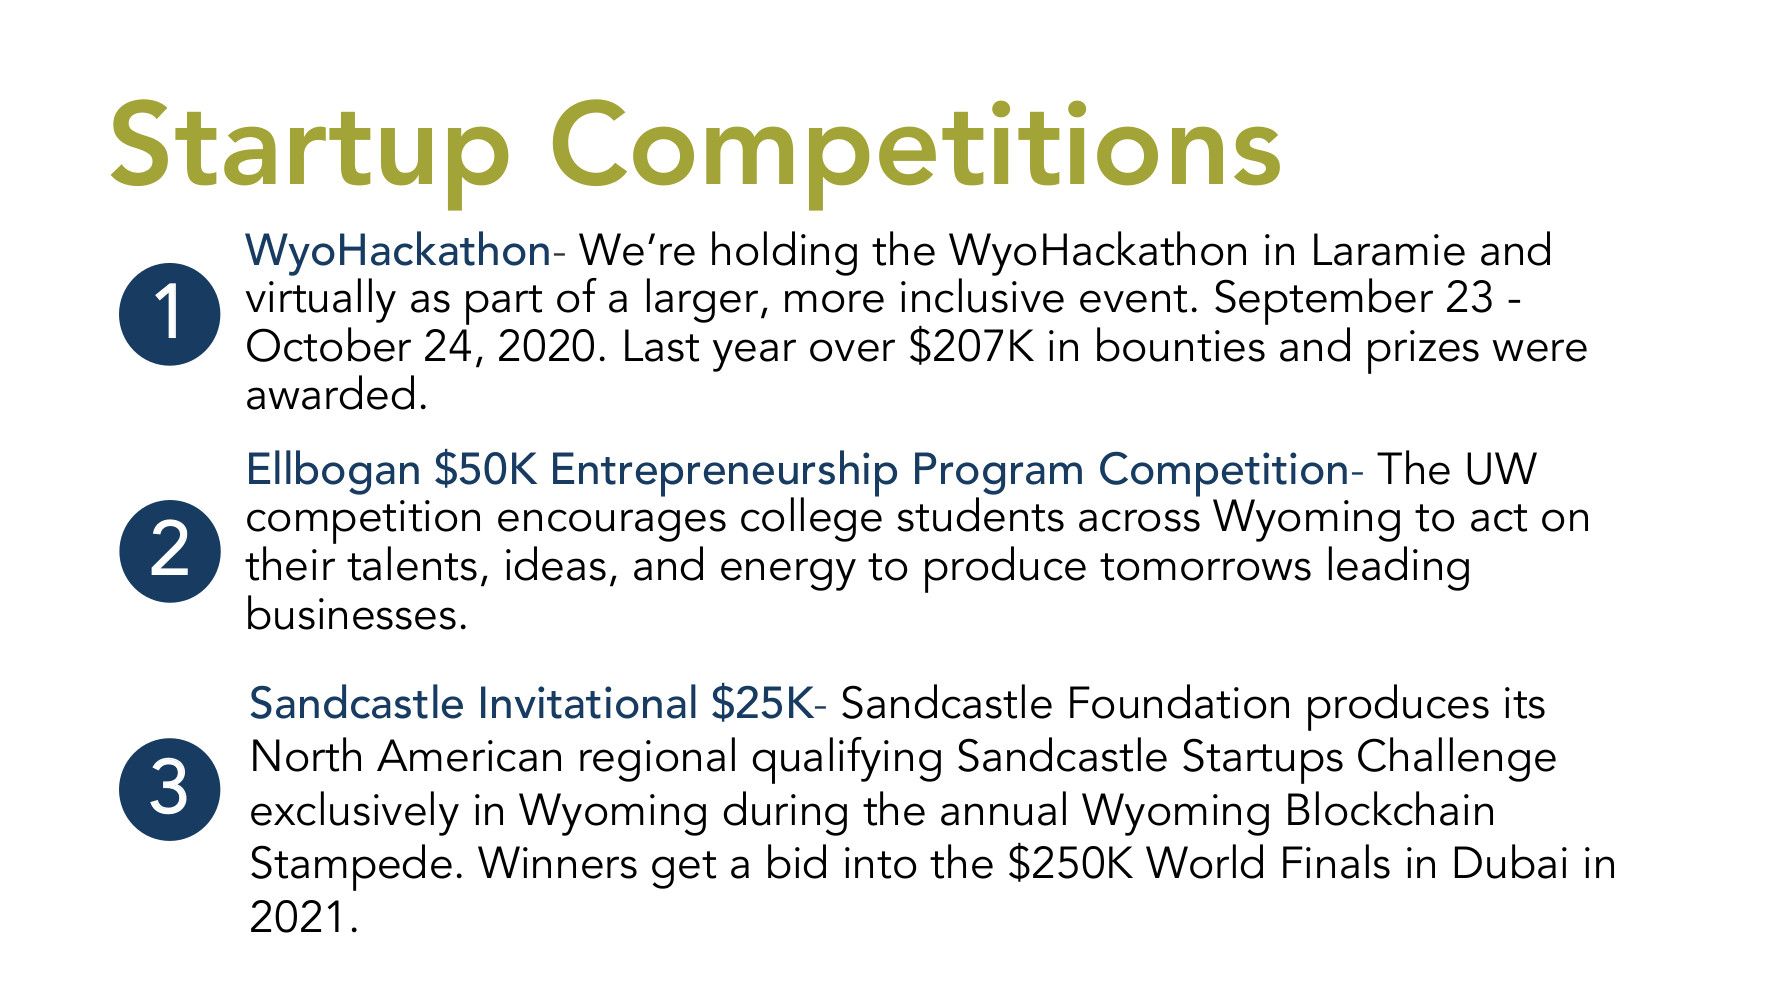 Startup Competitions
1
WyoHackathon- We’re holding the WyoHackathon in Laramie and
virtually as part of a larger, more inclusive event. September 23 -
October 24, 2020. Last year over $207K in bounties and prizes were
awarded.
2
Ellbogan $50K Entrepreneurship Program Competition- The UW
competition encourages college students across Wyoming to act on
their talents, ideas, and energy to produce tomorrows leading
businesses.
3
Sandcastle Invitational $25K- Sandcastle Foundation produces its
North American regional qualifying Sandcastle Startups Challenge
exclusively in Wyoming during the annual Wyoming Blockchain
Stampede. Winners get a bid into the $250K World Finals in Dubai in
2021.